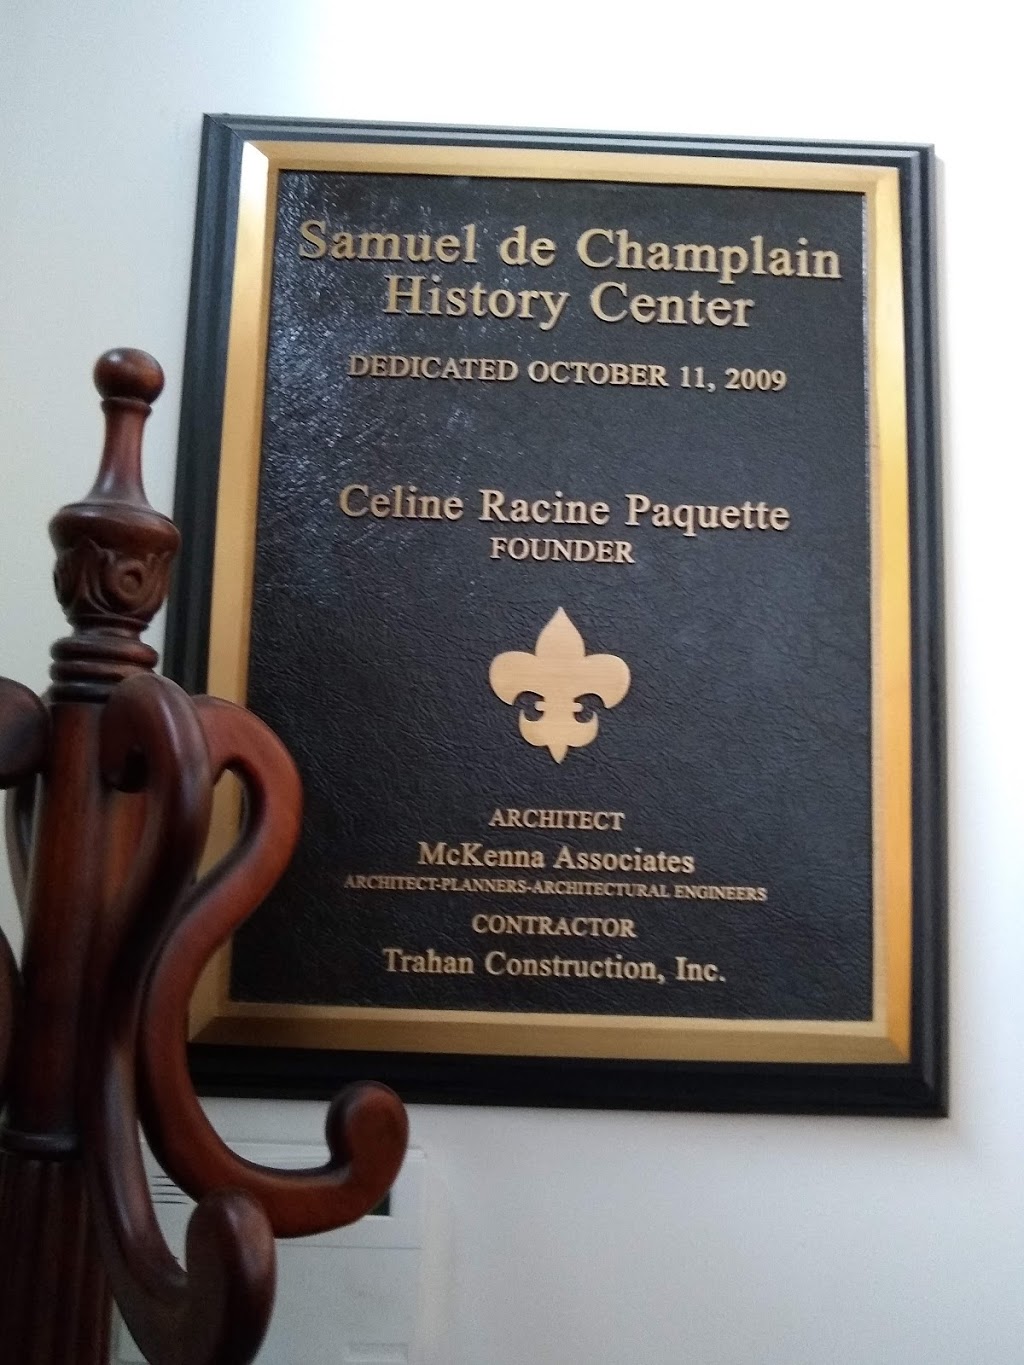 Samuel de Champlain
History Center
DEDICATED OCTOBER 11, 2009
Celine Racine Paquette
FOUNDER
ARCHITECT
McKenna Associates
ARCHITECT-PLANNERS-ARCHITECTURAL ENGINEERS
CONTRACTOR
Trahan Construction, Inc.